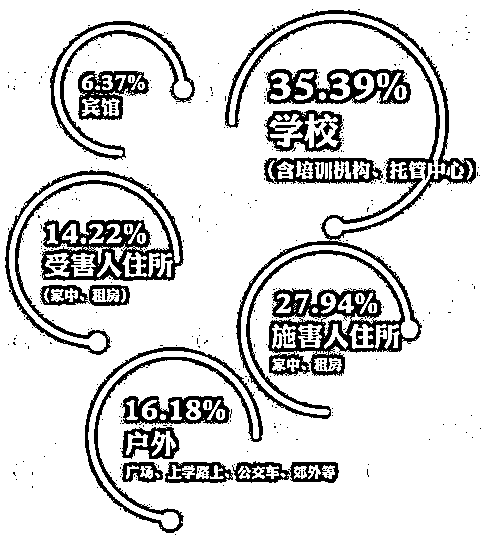 6.37%
宾馆
35.39%
学校
（含培训机构、托管中心）
14.22%
受害人住所
（家中、租房）
27.94%
施害人住所
家中、租房
16.18%
户外
广场、上学路上、公交车、郊外等